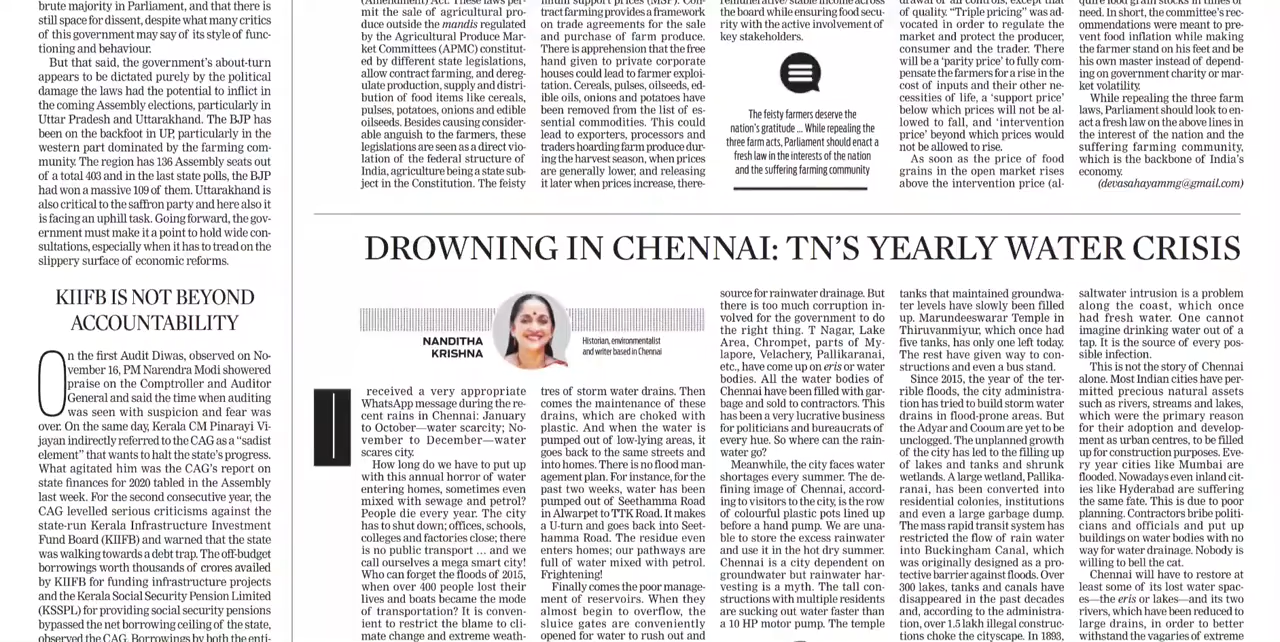 brute majority in Parliament, and that there is
still space for dissent, despite what many critics
of this government may say of its style of func-
tioning and behaviour.
But that said, the government's about-turn
appears to be dictated purely by the political
damage the laws had the potential to inflict in
the coming Assembly elections, particularly in
Uttar Pradesh and Uttarakhand. The BJP has
been on the backfoot in UP, particularly in the
western part dominated by the farming com-
munity. The region has 136 Assembly seats out
of a total 403 and in the last state polls, the BJP
had won a massive 109 of them. Uttarakhand is
also critical to the saffron party and here also it
is facing an uphill task. Going forward, the gov-
ernment must make it a point to hold wide con-
sultations, especially when it has to tread on the
slippery surface of economic reforms.
KIIFB IS NOT BEYOND
ACCOUNTABILITY
On the first Audit Diwas, observed on No-
vember 16, PM Narendra Modi showered
praise on the Comptroller and Auditor
General and said the time when auditing
was seen with suspicion and fear was
over. On the same day, Kerala CM Pinarayi Vi-
jayan indirectly referred to the CAG as a “sadist
element” that wants to halt the state's progress.
What agitated him was the CAG's report on
state finances for 2020 tabled in the Assembly
last week. For the second consecutive year, the
CAG levelled serious criticisms against the
state-run Kerala Infrastructure Investment
Fund Board (KIIFB) and warned that the state
was walking towards a debt trap. The off-budget
borrowings worth thousands of crores availed
by KIIFB for funding infrastructure projects
and the Kerala Social Security Pension Limited
(KSSPL) for providing social security pensions
bypassed the net borrowing ceiling of the state,
observed the CAG. Borrowings by both the enti-
(Amendment) Act. These laws per-
mit the sale of agricultural pro-
duce outside the mandis regulated
by the Agricultural Produce Mar-
ket Committees (APMC) constitut-
ed by different state legislations,
allow contract farming, and dereg-
ulate production, supply and distri-
bution of food items like cereals,
pulses, potatoes, onions and edible
oilseeds. Besides causing consider-
able anguish to the farmers, these
legislations are seen as a direct vio-
lation of the federal structure of
India, agriculture being a state sub-
ject in the Constitution. The feisty
mum support prices (MSP). Con-
tract farming provides a framework
on trade agreements for the sale
and purchase of farm produce.
There is apprehension that the free
hand given to private corporate
houses could lead to farmer exploi-
tation. Cereals, pulses, oilseeds, ed-
ible oils, onions and potatoes have
been removed from the list of es-
sential commodities. This could
lead to exporters, processors and
traders hoarding farm produce dur-
ing the harvest season, when prices
are generally lower, and releasing
it later when prices increase, there-
remunerative/stable income across
the board while ensuring food secu-
rity with the active involvement of
key stakeholders.
The feisty farmers deserve the
nation's gratitude ... While repealing the
three farm acts, Parliament should enact a
fresh law in the interests of the nation
and the suffering farming community
drawal of all controls, except that
of quality. “Triple pricing” was ad-
vocated in order to regulate the
market and protect the producer,
consumer and the trader. There
will be a ‘parity price’ to fully com-
pensate the farmers for a rise in the
cost of inputs and their other ne-
cessities of life, a ‘support price’
below which prices will not be al-
lowed to fall, and ‘intervention
price’ beyond which prices would
not be allowed to rise.
As soon as the price of food
grains in the open market rises
above the intervention price (al-
quire food grain stocks in times of
need. In short, the committee's rec-
ommendations were meant to pre-
vent food inflation while making
the farmer stand on his feet and be
his own master instead of depend-
ing on government charity or mar-
ket volatility.
While repealing the three farm
laws, Parliament should look to en-
act a fresh law on the above lines in
the interest of the nation and the
suffering farming community,
which is the backbone of India's
economy.
(devasahayammg@gmail.com)
DROWNING IN CHENNAI: TN'S YEARLY WATER CRISIS
NANDITHA
KRISHNA
Historian, environmentalist
and writer based in Chennai
I received a very appropriate
WhatsApp message during the re-
cent rains in Chennai: January
to October—water scarcity; No-
vember to December—water
scares city.
How long do we have to put up
with this annual horror of water
entering homes, sometimes even
mixed with sewage and petrol?
People die every year. The city
has to shut down; offices, schools,
colleges and factories close; there
is no public transport ... and we
call ourselves a mega smart city!
Who can forget the floods of 2015,
when over 400 people lost their
lives and boats became the mode
of transportation? It is conven-
ient to restrict the blame to cli-
mate change and extreme weath-
tres of storm water drains. Then
comes the maintenance of these
drains, which are choked with
plastic. And when the water is
pumped out of low-lying areas, it
goes back to the same streets and
into homes. There is no flood man-
agement plan. For instance, for the
past two weeks, water has been
pumped out of Seethamma Road
in Alwarpet to TTK Road. It makes
a U-turn and goes back into Seet-
hamma Road. The residue even
enters homes; our pathways are
full of water mixed with petrol.
Frightening!
Finally comes the poor manage-
ment of reservoirs. When they
almost begin to overflow, the
sluice gates are conveniently
opened for water to rush out and
source for rainwater drainage. But
there is too much corruption in-
volved for the government to do
the right thing. T Nagar, Lake
Area, Chrompet, parts of My-
lapore, Velachery, Pallikaranai,
etc., have come up on eris or water
bodies. All the water bodies of
Chennai have been filled with gar-
bage and sold to contractors. This
has been a very lucrative business
for politicians and bureaucrats of
every hue. So where can the rain-
water go?
Meanwhile, the city faces water
shortages every summer. The de-
fining image of Chennai, accord-
ing to visitors to the city, is the row
of colourful plastic pots lined up
before a hand pump. We are una-
ble to store the excess rainwater
and use it in the hot dry summer.
Chennai is a city dependent on
groundwater but rainwater har-
vesting is a myth. The tall con-
structions with multiple residents
are sucking out water faster than
a 10 HP motor pump. The temple
tanks that maintained groundwa-
ter levels have slowly been filled
up. Marundeeswarar Temple in
Thiruvanmiyur, which once had
five tanks, has only one left today.
The rest have given way to con-
structions and even a bus stand.
Since 2015, the year of the ter-
rible floods, the city administra-
tion has tried to build storm water
drains in flood-prone areas. But
the Adyar and Cooum are yet to be
unclogged. The unplanned growth
of the city has led to the filling up
of lakes and tanks and shrunk
wetlands. A large wetland, Pallika-
ranai, has been converted into
residential colonies, institutions
and even a large garbage dump.
The mass rapid transit system has
restricted the flow of rain water
into Buckingham Canal, which
was originally designed as a pro-
tective barrier against floods. Over
300 lakes, tanks and canals have
disappeared in the past decades
and, according to the administra-
tion, over 1.5 lakh illegal construc-
tions choke the cityscape. In 1893,
saltwater intrusion is a problem
along the coast, which once
had fresh water. One cannot
imagine drinking water out of a
tap. It is the source of every pos-
sible infection.
This is not the story of Chennai
alone. Most Indian cities have per-
mitted precious natural assets
such as rivers, streams and lakes,
which were the primary reason
for their adoption and develop-
ment as urban centres, to be filled
up for construction purposes. Eve-
ry year cities like Mumbai are
flooded. Nowadays even inland cit-
ies like Hyderabad are suffering
the same fate. This is due to poor
planning. Contractors bribe politi-
cians and officials and put up
buildings on water bodies with no
way for water drainage. Nobody is
willing to bell the cat.
Chennai will have to restore at
least some of its lost water spac-
es—the eris or lakes—and its two
rivers, which have been reduced to
large drains, in order to better
withstand the extreme weather